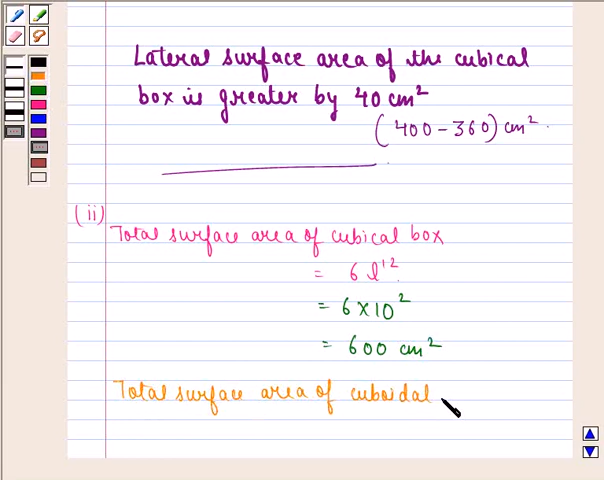 Lateral surface area of the cubical
box is greater by 40 cm²
(400 - 360) cm².
(ii)
Total surface area of cubical box
= 6 l'²
= 6 × 10²
= 600 cm²
Total surface area of cuboidal